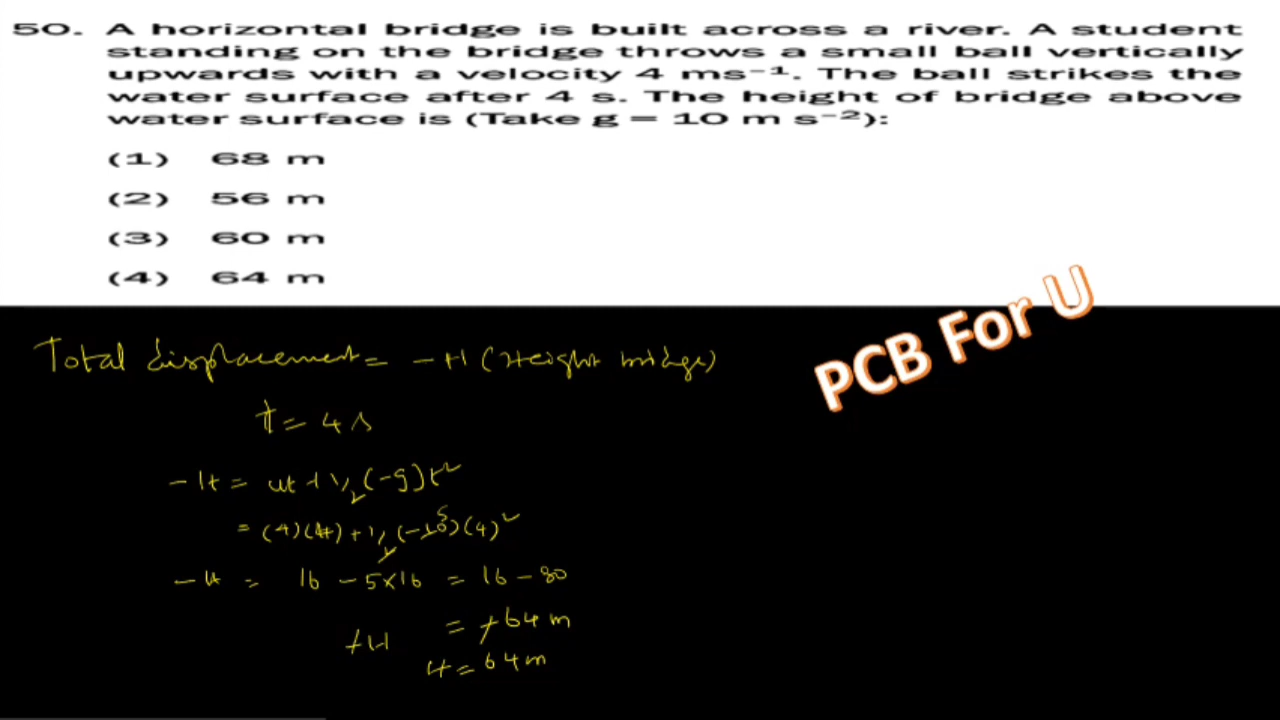 50. A horizontal bridge is built across a river. A student
standing on the bridge throws a small ball vertically
upwards with a velocity 4 ms⁻¹. The ball strikes the
water surface after 4 s. The height of bridge above
water surface is (Take g = 10 m s⁻²):
(1) 68 m
(2) 56 m
(3) 60 m
(4) 64 m
PCB For U
Total displacement = -H (Height bridge)
t = 4 s
-H = ut + 1/2 (-g)t²
= (4)(4) + 1/2 (-10)(4)²
5
-H = 16 - 5×16 = 16 - 80
+H = +64 m
H = 64 m